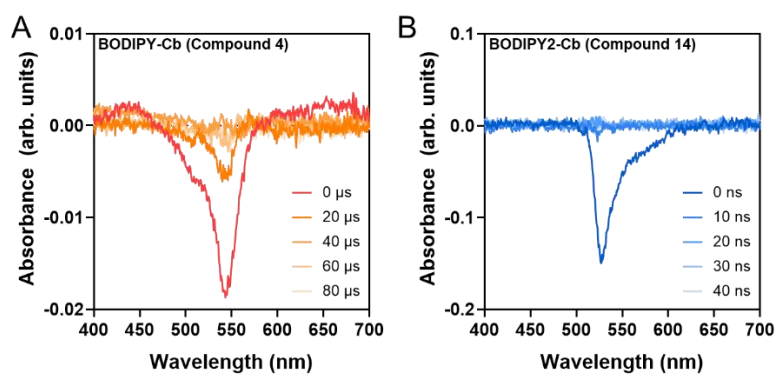 A
BODIPY-Cb (Compound 4)
Absorbance (arb. units)
0.01
0.00
-0.01
-0.02
0 µs
20 µs
40 µs
60 µs
80 µs
400 450 500 550 600 650 700
Wavelength (nm)
B
BODIPY2-Cb (Compound 14)
Absorbance (arb. units)
0.1
0.0
-0.1
-0.2
0 ns
10 ns
20 ns
30 ns
40 ns
400 450 500 550 600 650 700
Wavelength (nm)